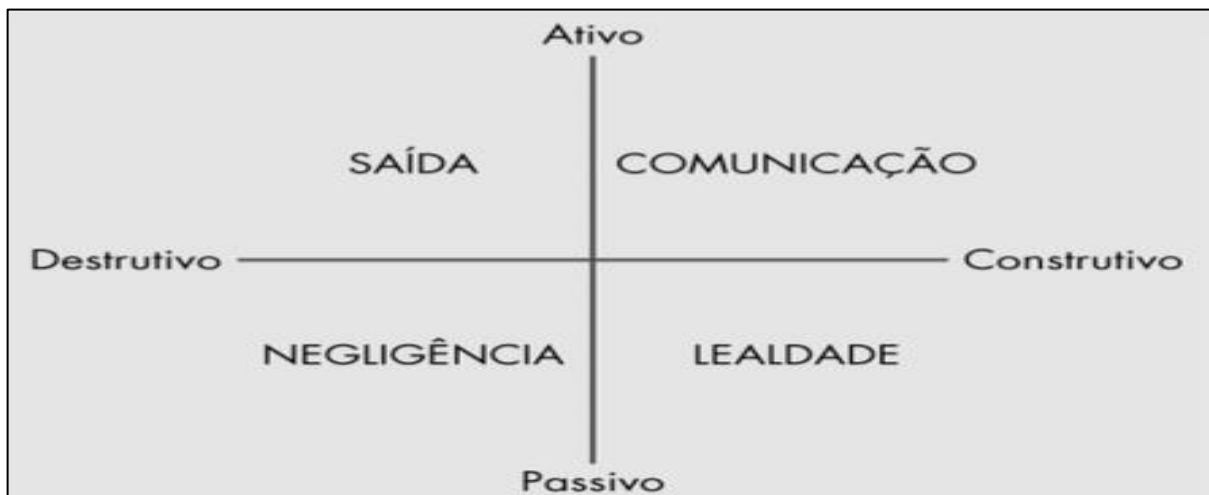 Ativo
SAÍDA COMUNICAÇÃO
Destrutivo Construtivo
NEGLIGÊNCIA LEALDADE
Passivo